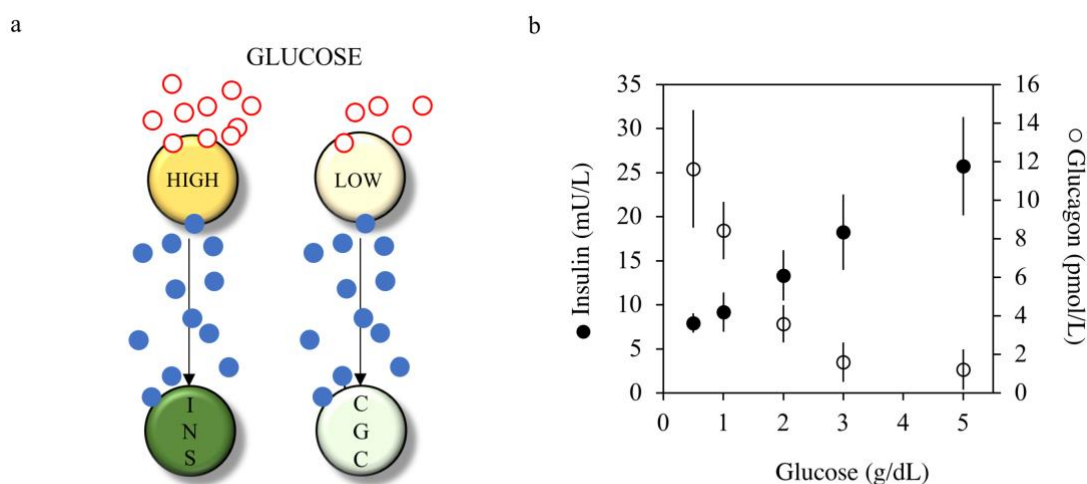 a
GLUCOSE
HIGH
LOW
I
N
S
C
G
C
b
35
30
25
20
15
10
5
0
● Insulin (mU/L)
16
14
12
10
8
6
4
2
0
○ Glucagon (pmol/L)
0 1 2 3 4 5
Glucose (g/dL)